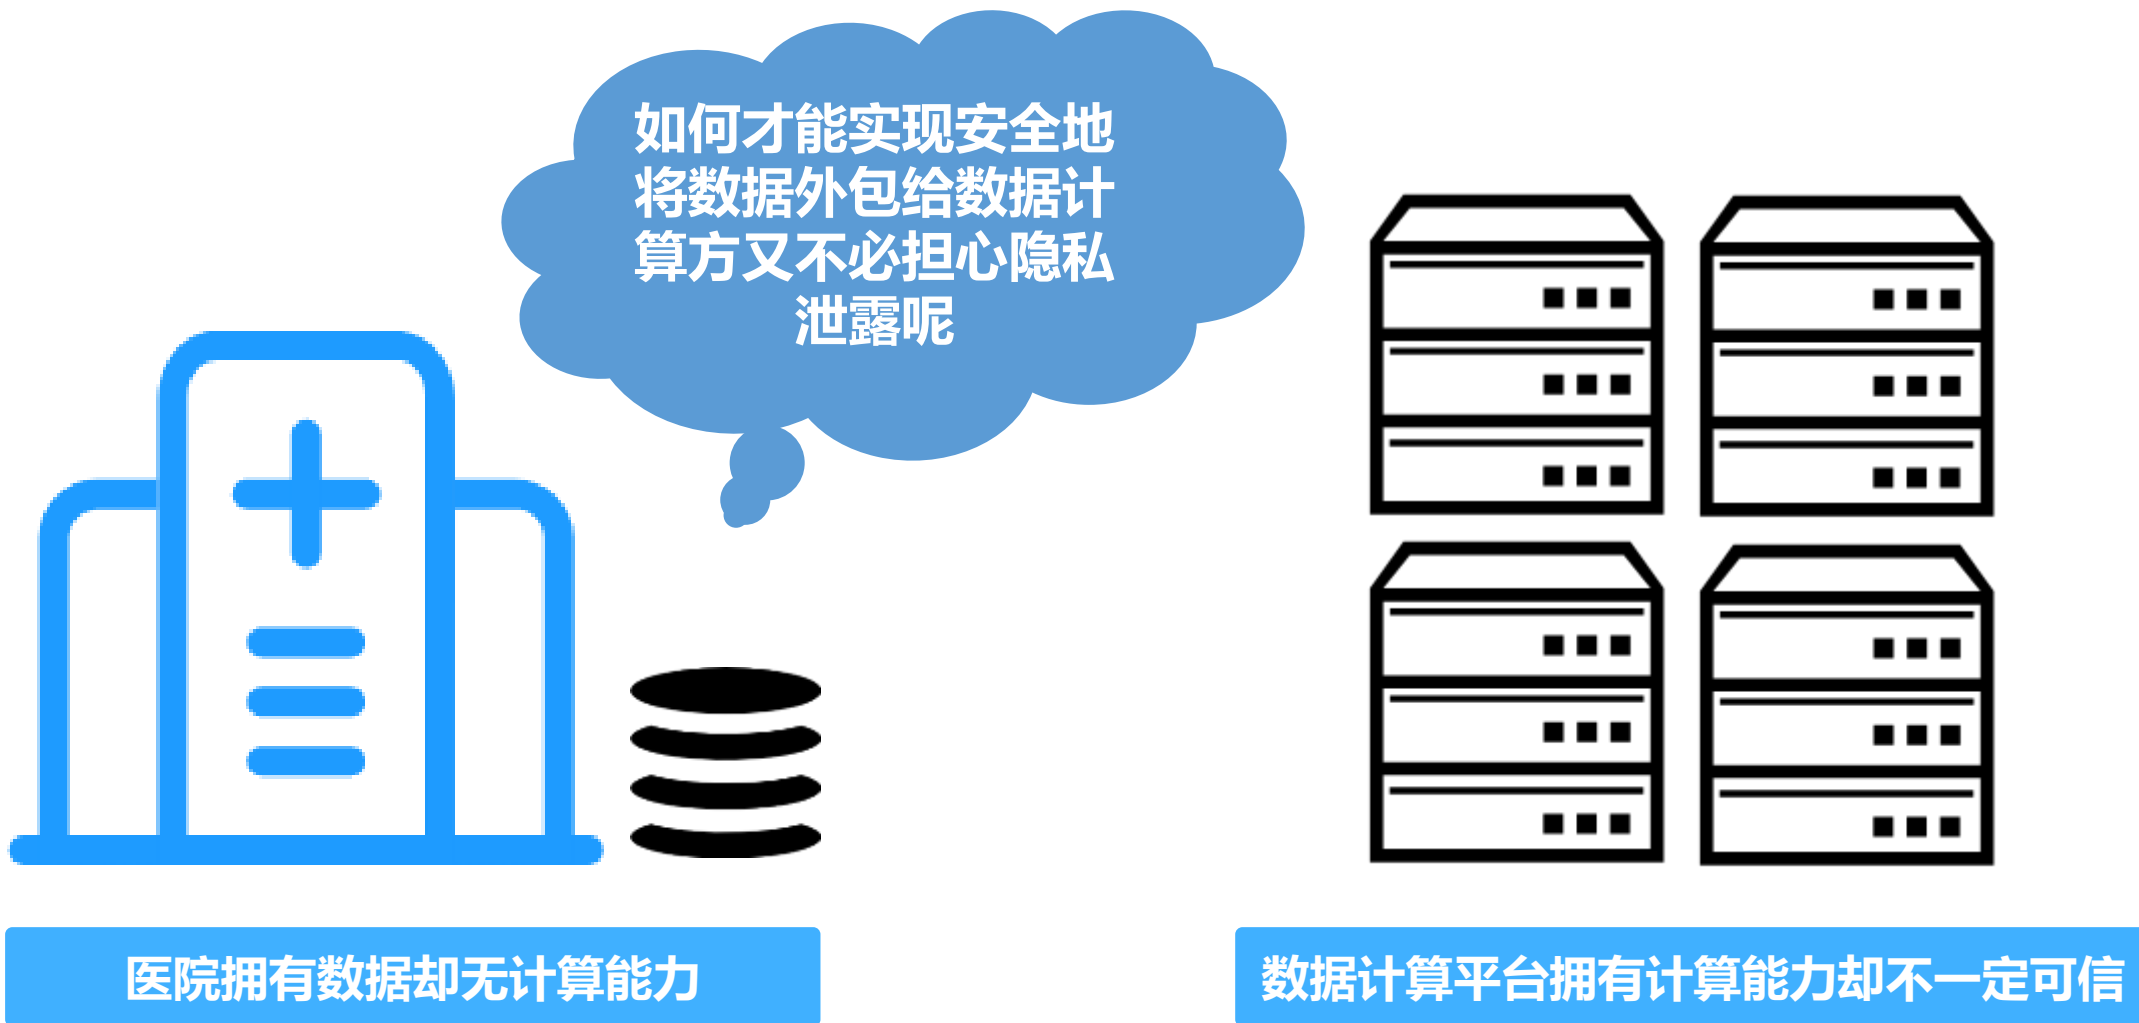 如何才能实现安全地
将数据外包给数据计
算方又不必担心隐私
泄露呢
医院拥有数据却无计算能力
数据计算平台拥有计算能力却不一定可信